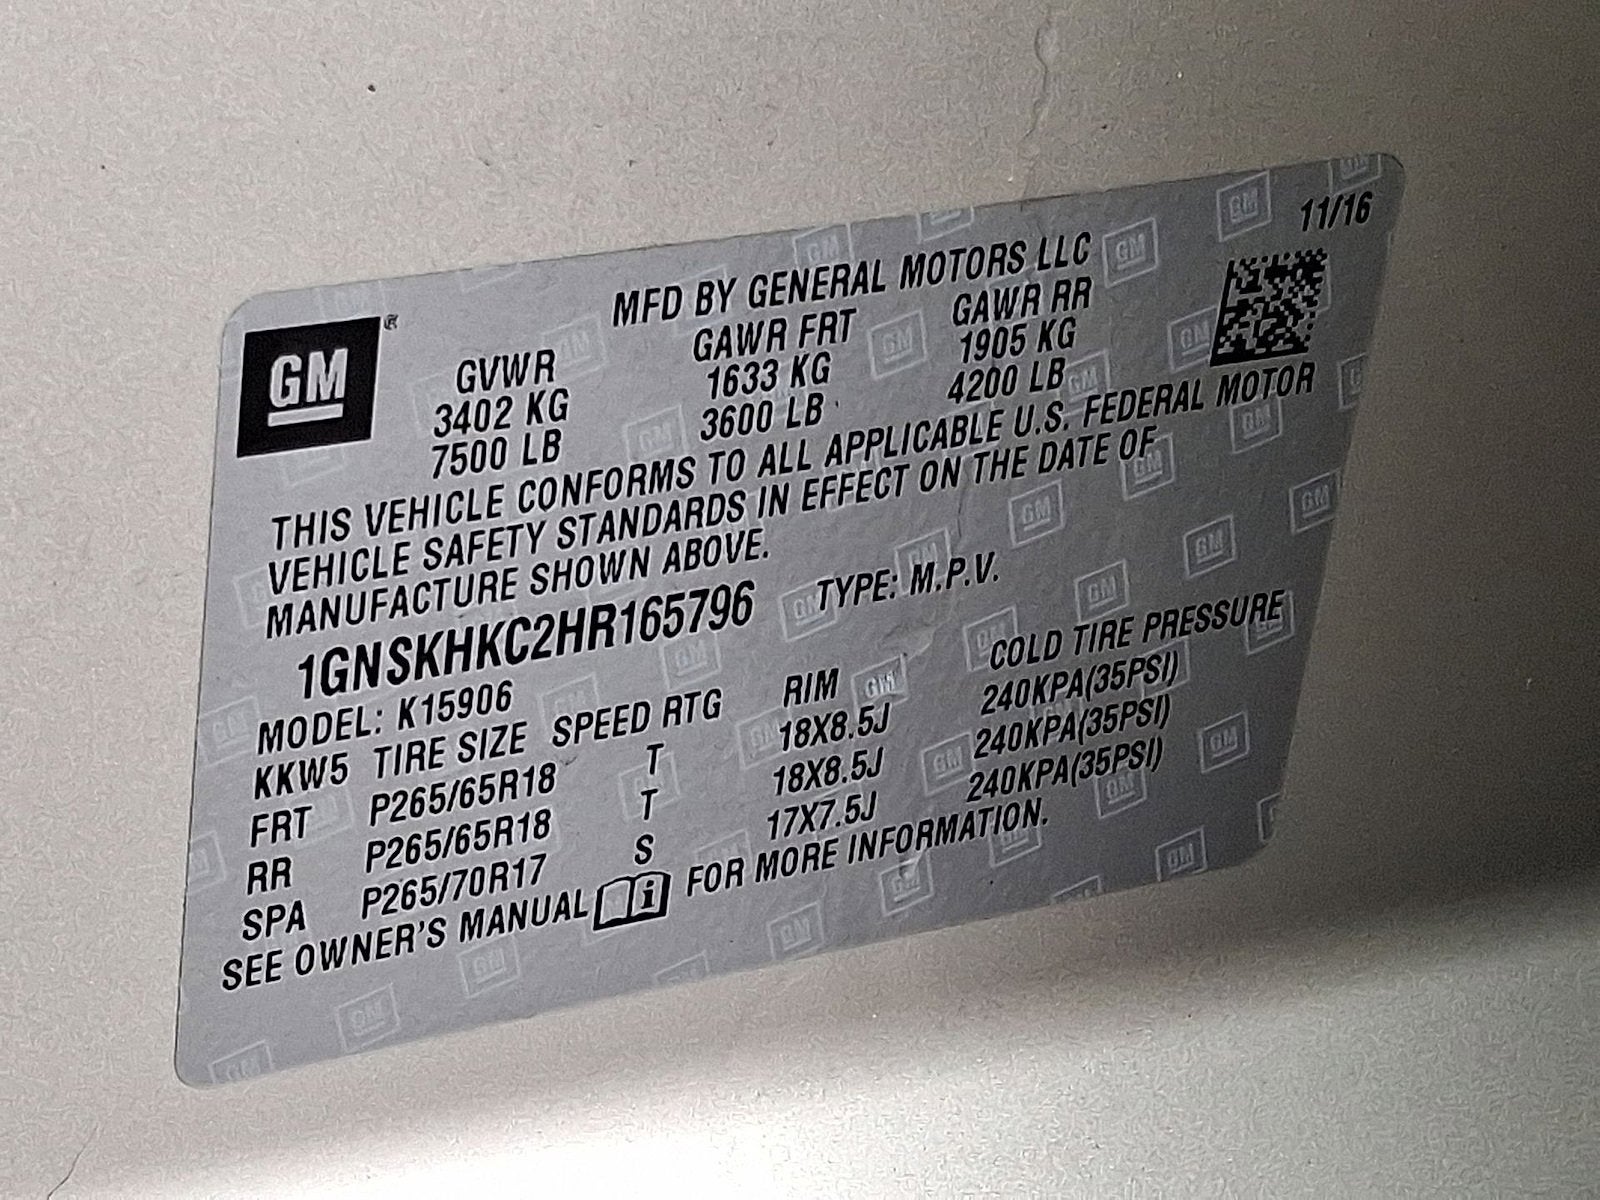 11/16
MFD BY GENERAL MOTORS LLC
GM®
GVWR GAWR FRT GAWR RR
3402 KG 1633 KG 1905 KG
7500 LB 3600 LB 4200 LB
THIS VEHICLE CONFORMS TO ALL APPLICABLE U.S. FEDERAL MOTOR
VEHICLE SAFETY STANDARDS IN EFFECT ON THE DATE OF
MANUFACTURE SHOWN ABOVE.
1GNSKHKC2HR165796 TYPE: M.P.V.
MODEL: K15906
KKW5 TIRE SIZE SPEED RTG RIM COLD TIRE PRESSURE
FRT P265/65R18 T 18X8.5J 240KPA(35PSI)
RR P265/65R18 T 18X8.5J 240KPA(35PSI)
SPA P265/70R17 S 17X7.5J 240KPA(35PSI)
SEE OWNER'S MANUAL FOR MORE INFORMATION.